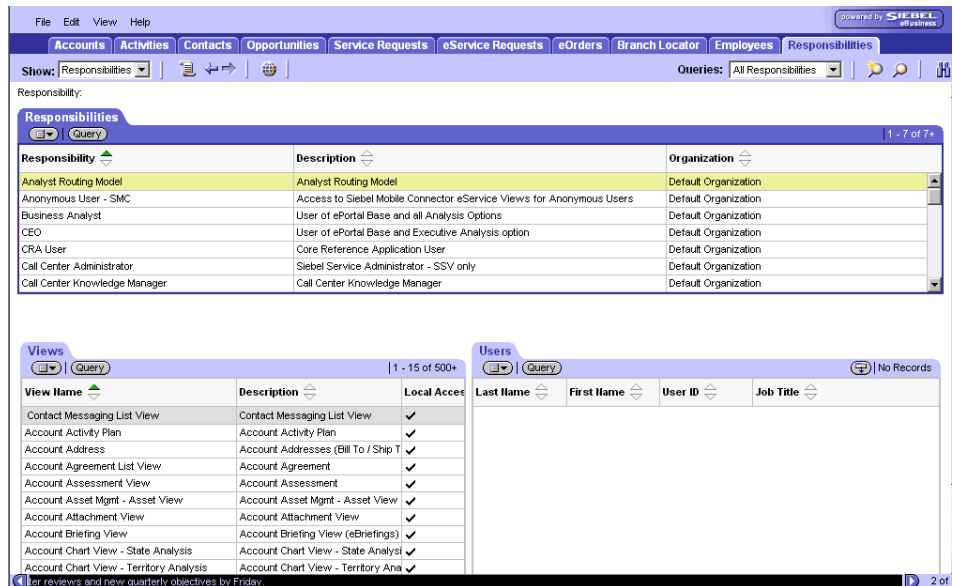 File Edit View Help
powered by SIEBEL eBusiness
Accounts Activities Contacts Opportunities Service Requests eService Requests eOrders Branch Locator Employees Responsibilities
Show: Responsibilities Queries: All Responsibilities
Responsibility:
Responsibilities
Query 1 - 7 of 7+
Responsibility Description Organization
Analyst Routing Model Analyst Routing Model Default Organization
Anonymous User - SMC Access to Siebel Mobile Connector eService Views for Anonymous Users Default Organization
Business Analyst User of ePortal Base and all Analysis Options Default Organization
CEO User of ePortal Base and Executive Analysis option Default Organization
CRA User Core Reference Application User Default Organization
Call Center Administrator Siebel Service Administrator - SSV only Default Organization
Call Center Knowledge Manager Call Center Knowledge Manager Default Organization
Views
Query 1 - 15 of 500+
View Name Description Local Acces
Contact Messaging List View Contact Messaging List View
Account Activity Plan Account Activity Plan
Account Address Account Addresses (Bill To / Ship T
Account Agreement List View Account Agreement
Account Assessment View Account Assessment
Account Asset Mgmt - Asset View Account Asset Mgmt - Asset View
Account Attachment View Account Attachment View
Account Briefing View Account Briefing View (eBriefings)
Account Chart View - State Analysis Account Chart View - State Analysi
Account Chart View - Territory Analysis Account Chart View - Territory Ana
Users
Query No Records
Last Name First Name User ID Job Title
ter reviews and new quarterly objectives by Friday. 2 of